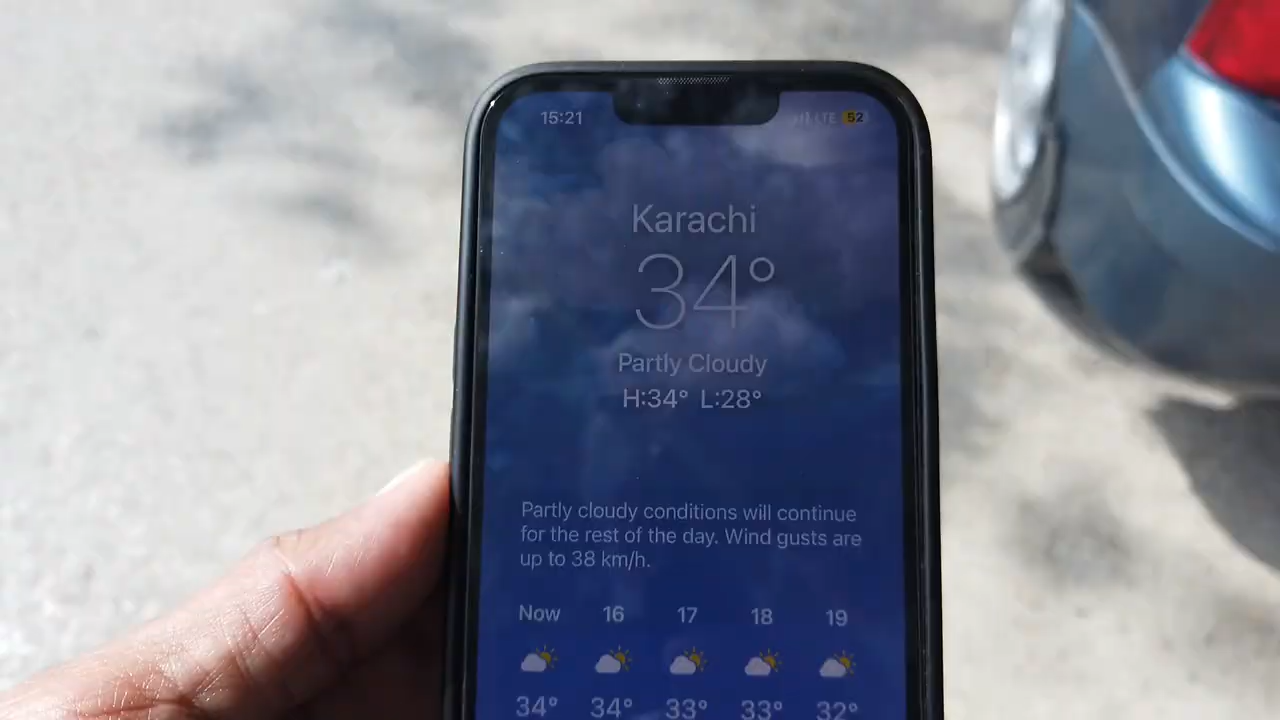 15:21 LTE 52
Karachi
34°
Partly Cloudy
H:34° L:28°
Partly cloudy conditions will continue
for the rest of the day. Wind gusts are
up to 38 km/h.
Now 16 17 18 19
34° 34° 33° 33° 32°